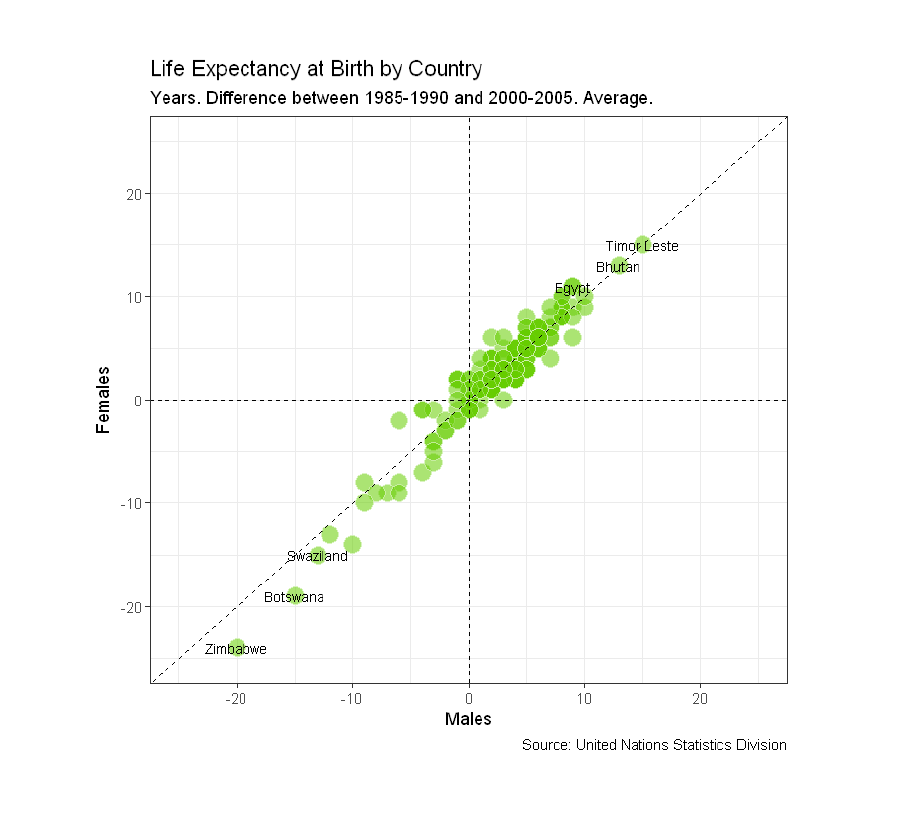 Life Expectancy at Birth by Country
Years. Difference between 1985-1990 and 2000-2005. Average.
20
Timor Leste
Bhutan
Egypt
10
Females
0
-10
Swaziland
Botswana
-20
Zimbabwe
-20 -10 0 10 20
Males
Source: United Nations Statistics Division